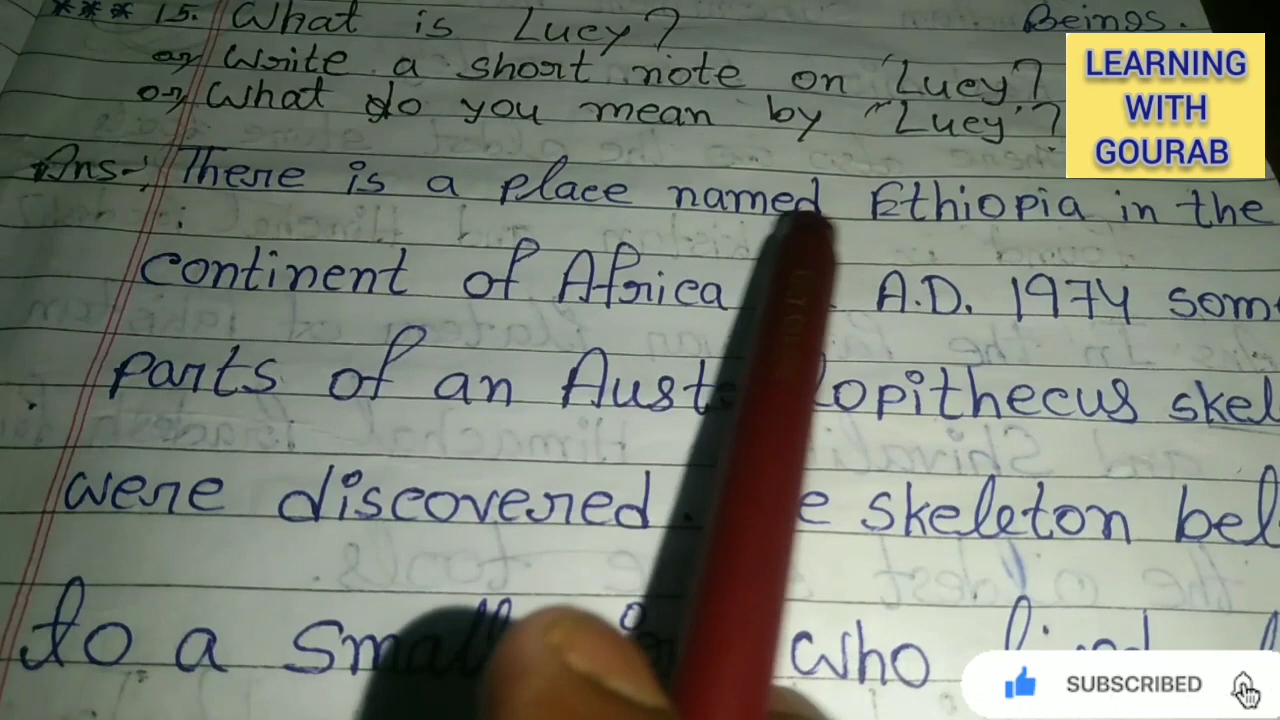 *** 15. What is Lucy? Beings.
or, Write a short note on 'Lucy?
or, What do you mean by "Lucy'?
LEARNING
WITH
GOURAB
Ans-: There is a place named Ethiopia in the
continent of Africa A.D. 1974 som
parts of an Aust lopithecus skel
were discovered. e skeleton bel
to a small who
SUBSCRIBED